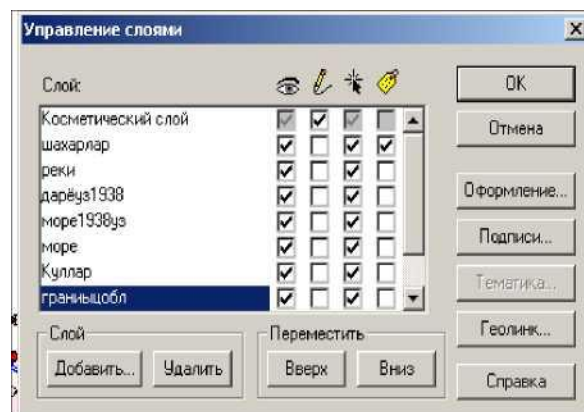 Управление слоями
Слой:
Косметический слой
шахарлар
реки
дарёуз1938
море1938уз
море
Куллар
граниыцобл
Слой
Добавить...
Удалить
Переместить
Вверх
Вниз
OK
Отмена
Оформление...
Подписи...
Тематика...
Геолинк...
Справка